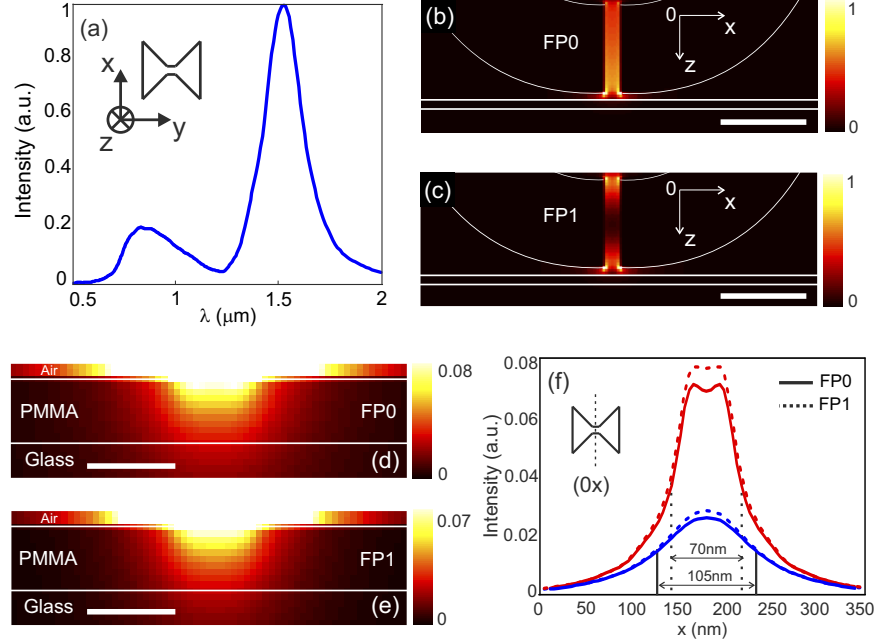 (a)
Intensity (a.u.)
1
0.8
0.6
0.4
0.2
0
0.5
1
1.5
2
λ (μm)
x
z
y
(b)
FP0
0
x
z
1
0
(c)
FP1
0
x
z
1
0
Air
PMMA
FP0
Glass
(d)
0.08
0
Air
PMMA
FP1
Glass
(e)
0.07
0
(f)
Intensity (a.u.)
0.08
0.06
0.04
0.02
0
0
50
100
150
200
250
300
350
x (nm)
FP0
FP1
(0x)
70nm
105nm